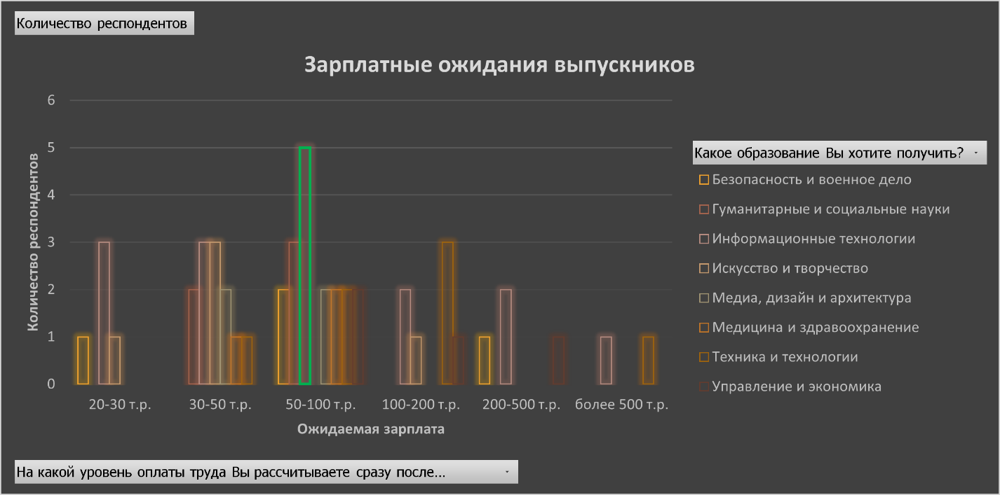 Количество респондентов
Зарплатные ожидания выпускников
6
5
4
3
2
1
0
Количество респондентов
20-30 т.р. 30-50 т.р. 50-100 т.р. 100-200 т.р. 200-500 т.р. более 500 т.р.
Ожидаемая зарплата
Какое образование Вы хотите получить?
Безопасность и военное дело
Гуманитарные и социальные науки
Информационные технологии
Искусство и творчество
Медиа, дизайн и архитектура
Медицина и здравоохранение
Техника и технологии
Управление и экономика
На какой уровень оплаты труда Вы рассчитываете сразу после...